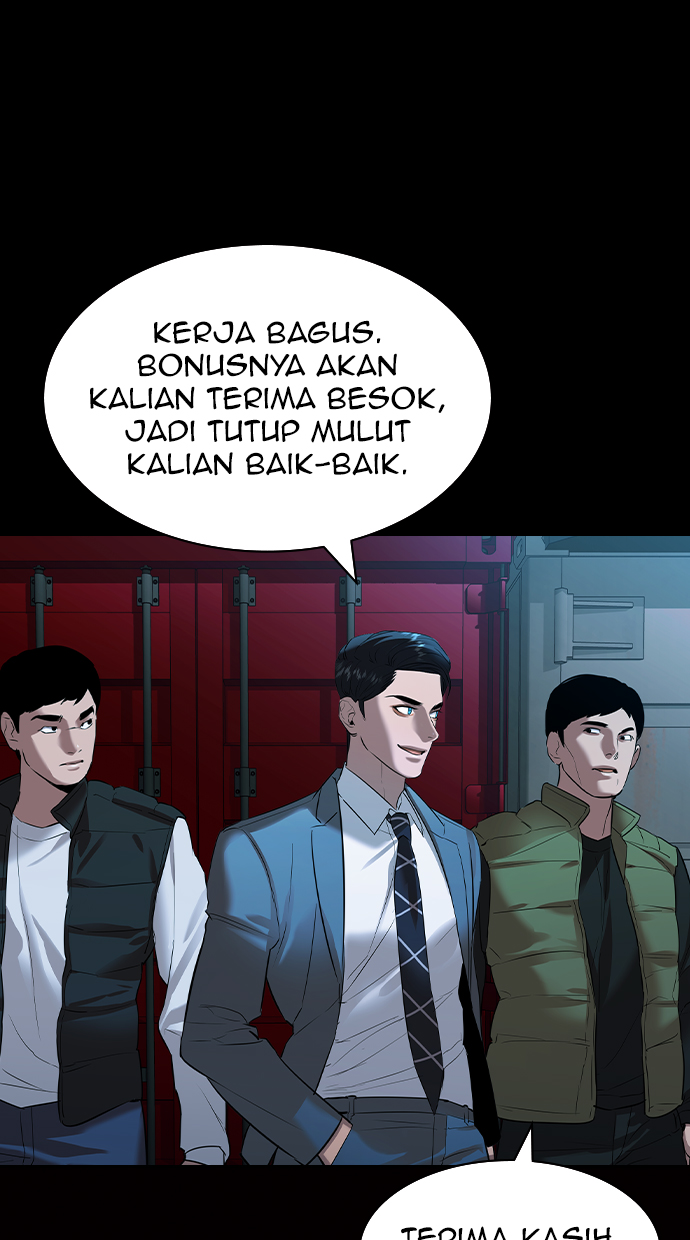 KERJA BAGUS.
BONUSNYA AKAN
KALIAN TERIMA BESOK,
JADI TUTUP MULUT
KALIAN BAIK-BAIK.
TERIMA KASIH